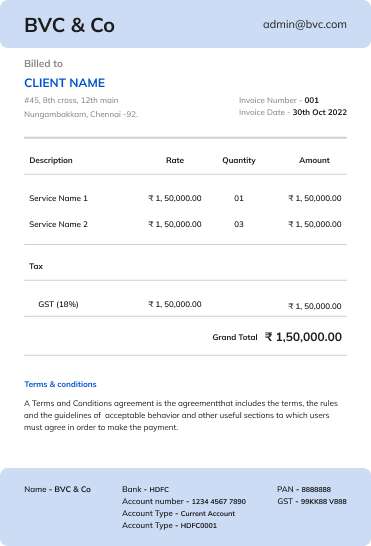 BVC & Co
admin@bvc.com
Billed to
CLIENT NAME
#45, 8th cross, 12th main
Nungambakkam, Chennai -92.
Invoice Number - 001
Invoice Date - 30th Oct 2022
Description Rate Quantity Amount
Service Name 1 ₹ 1, 50,000.00 01 ₹ 1, 50,000.00
Service Name 2 ₹ 1, 50,000.00 03 ₹ 1, 50,000.00
Tax
GST (18%) ₹ 1, 50,000.00 ₹ 1, 50,000.00
Grand Total ₹ 1,50,000.00
Terms & conditions
A Terms and Conditions agreement is the agreementthat includes the terms, the rules
and the guidelines of acceptable behavior and other useful sections to which users
must agree in order to make the payment.
Name - BVC & Co
Bank - HDFC
Account number - 1234 4567 7890
Account Type - Current Account
Account Type - HDFC0001
PAN - 8888888
GST - 99KK88 V888